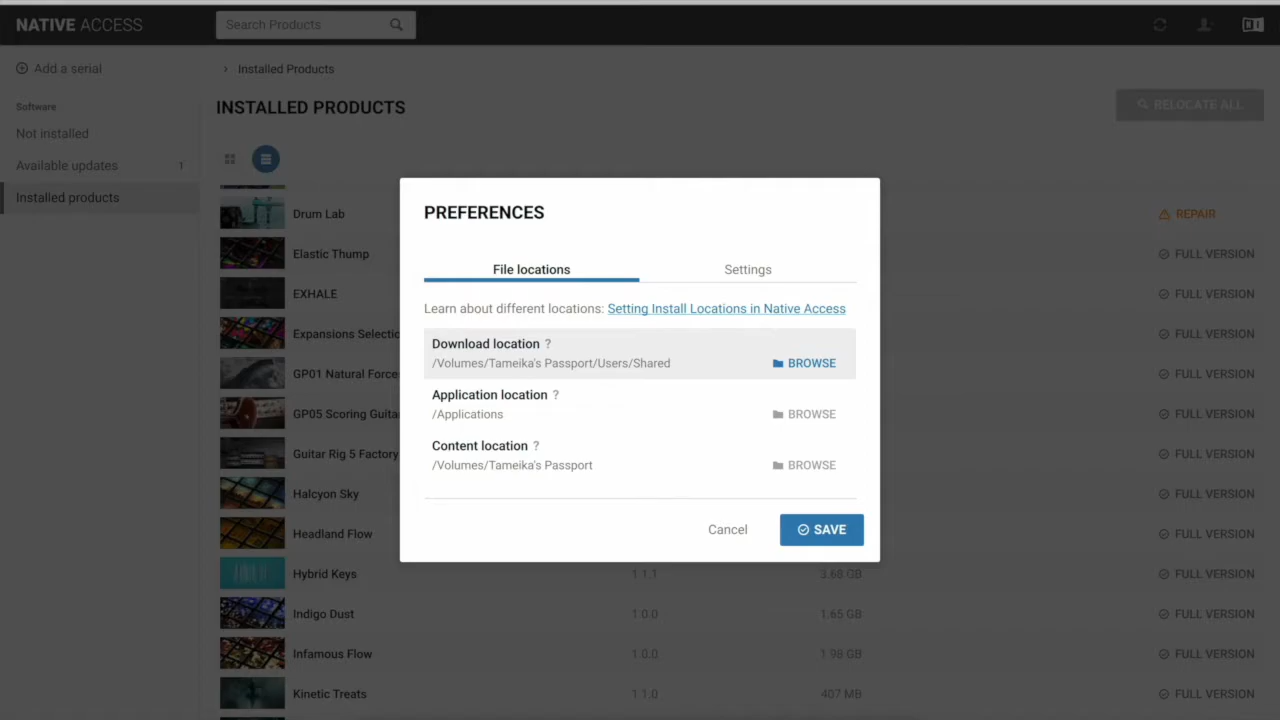 NATIVE ACCESS
Search Products
Add a serial
Software
Not installed
Available updates 1
Installed products
› Installed Products
INSTALLED PRODUCTS
RELOCATE ALL
Drum Lab REPAIR
Elastic Thump FULL VERSION
EXHALE FULL VERSION
Expansions Selectio FULL VERSION
GP01 Natural Force FULL VERSION
GP05 Scoring Guita FULL VERSION
Guitar Rig 5 Factory FULL VERSION
Halcyon Sky FULL VERSION
Headland Flow FULL VERSION
Hybrid Keys 1.1.1 3.68 GB FULL VERSION
Indigo Dust 1.0.0 1.65 GB FULL VERSION
Infamous Flow 1.0.0 1.98 GB FULL VERSION
Kinetic Treats 1.1.0 407 MB FULL VERSION
PREFERENCES
File locations Settings
Learn about different locations: Setting Install Locations in Native Access
Download location ?
/Volumes/Tameika's Passport/Users/Shared BROWSE
Application location ?
/Applications BROWSE
Content location ?
/Volumes/Tameika's Passport BROWSE
Cancel SAVE